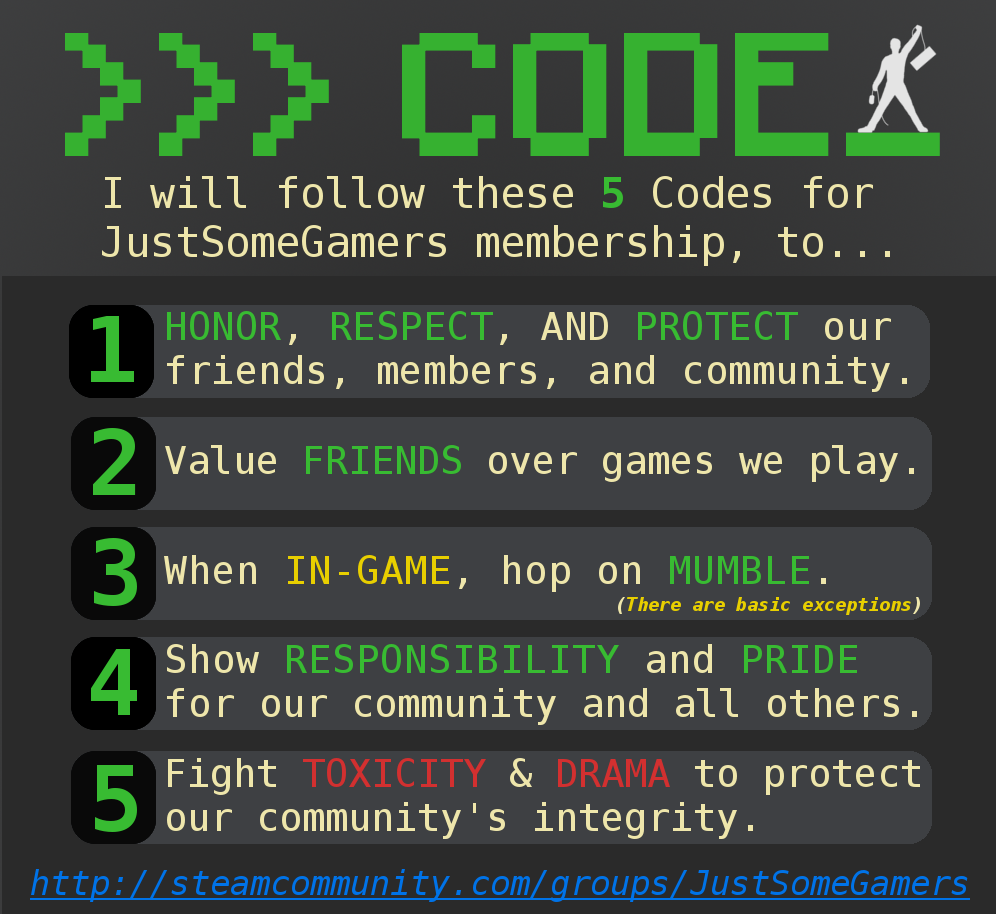 >>> CODE_
I will follow these 5 Codes for
JustSomeGamers membership, to...
1 HONOR, RESPECT, AND PROTECT our
friends, members, and community.
2 Value FRIENDS over games we play.
3 When IN-GAME, hop on MUMBLE.
(There are basic exceptions)
4 Show RESPONSIBILITY and PRIDE
for our community and all others.
5 Fight TOXICITY & DRAMA to protect
our community's integrity.
http://steamcommunity.com/groups/JustSomeGamers